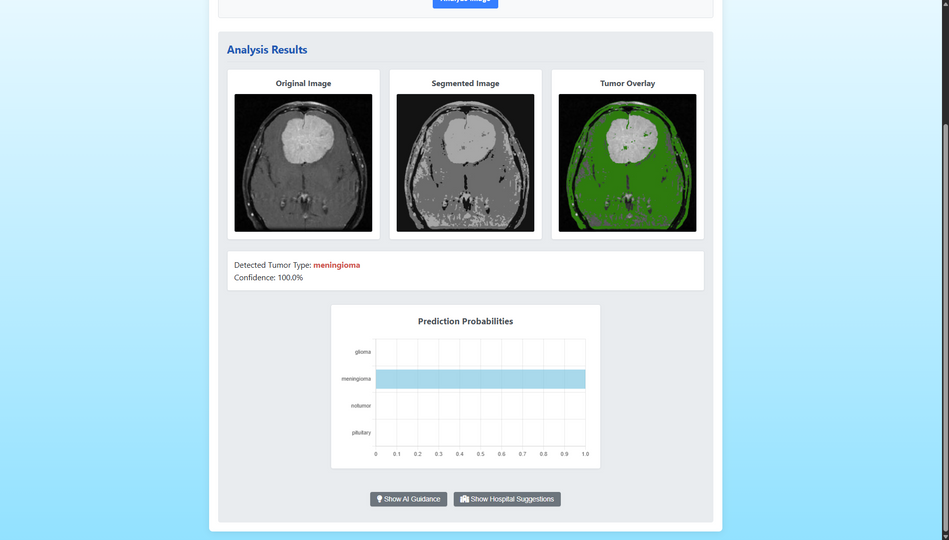 Analyze Image
Analysis Results
Original Image
Segmented Image
Tumor Overlay
Detected Tumor Type: meningioma
Confidence: 100.0%
Prediction Probabilities
glioma
meningioma
notumor
pituitary
0 0.1 0.2 0.3 0.4 0.5 0.6 0.7 0.8 0.9 1.0
Show AI Guidance
Show Hospital Suggestions